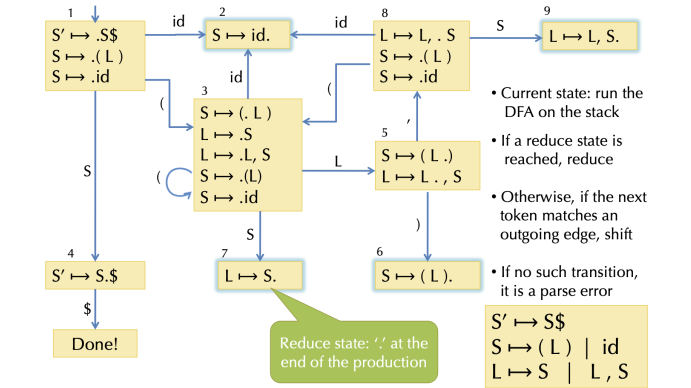 1
S' ↦ .S$
S ↦ .( L )
S ↦ .id
id
2
S ↦ id.
id
8
L ↦ L, . S
S ↦ .( L )
S ↦ .id
S
9
L ↦ L, S.
(
id
(
3
S ↦ (. L )
L ↦ .S
L ↦ .L, S
S ↦ .(L)
S ↦ .id
(
L
,
5
S ↦ ( L .)
L ↦ L . , S
S
S
)
4
S' ↦ S.$
7
L ↦ S.
6
S ↦ ( L ).
$
Done!
Reduce state: ‘.’ at the
end of the production
• Current state: run the
DFA on the stack
• If a reduce state is
reached, reduce
• Otherwise, if the next
token matches an
outgoing edge, shift
• If no such transition,
it is a parse error
S' ↦ S$
S ↦ ( L ) | id
L ↦ S | L , S